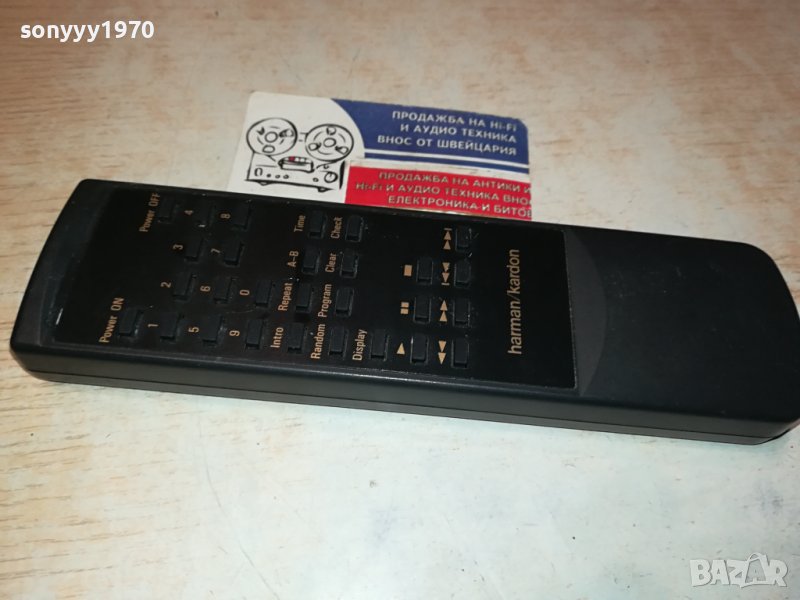 sonyyy1970
ПРОДАЖБА НА HI-FI
И АУДИО ТЕХНИКА
ВНОС ОТ ШВЕЙЦАРИЯ
ПРОДАЖБА НА АНТИКИ И
HI-FI И АУДИО ТЕХНИКА ВНО
ЕЛЕКТРОНИКА И БИТОВ
Power OFF
4
8
Time
Check
3
7
A-B
Clear
2
6
0
Repeat
Program
Power ON
1
5
9
Intro
Random
Display
harman/kardon
BAZAR